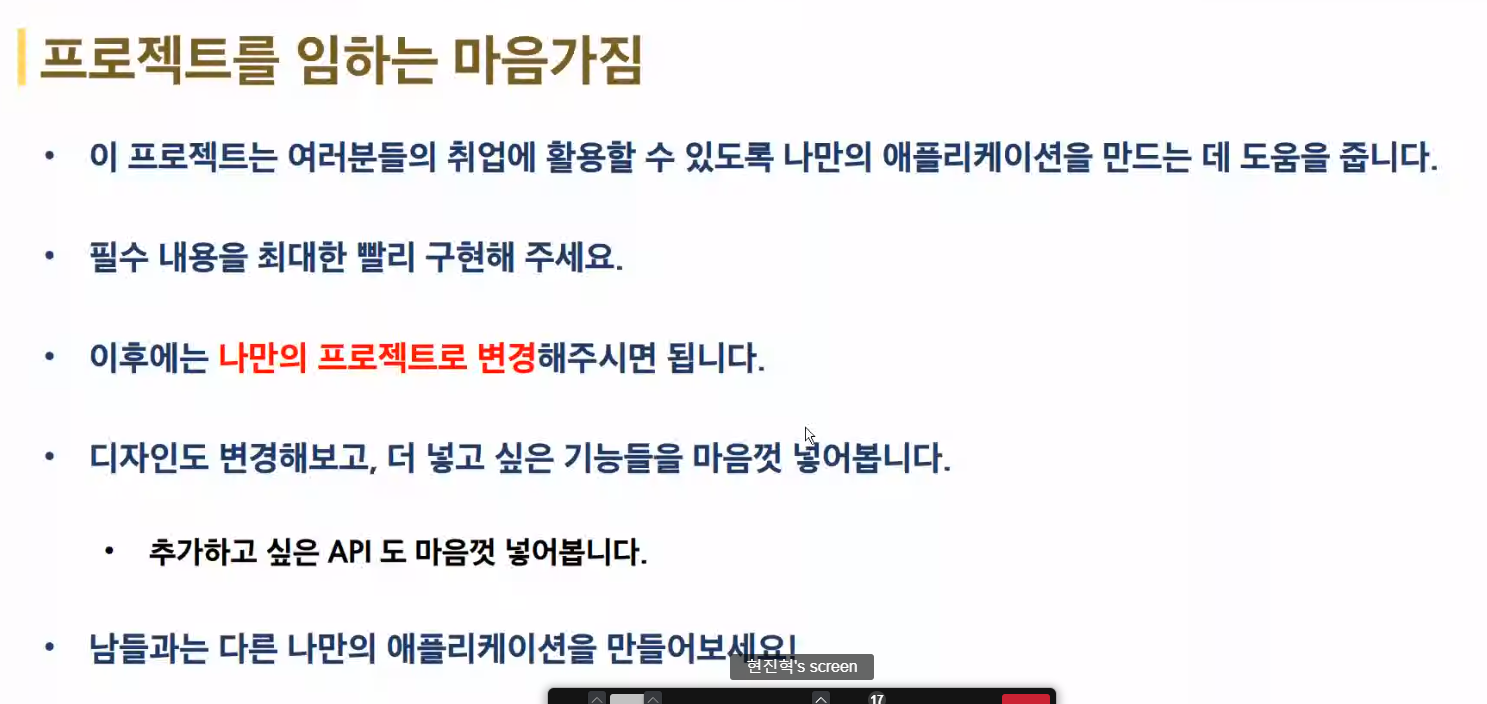 프로젝트를 임하는 마음가짐
• 이 프로젝트는 여러분들의 취업에 활용할 수 있도록 나만의 애플리케이션을 만드는 데 도움을 줍니다.
• 필수 내용을 최대한 빨리 구현해 주세요.
• 이후에는 나만의 프로젝트로 변경해주시면 됩니다.
• 디자인도 변경해보고, 더 넣고 싶은 기능들을 마음껏 넣어봅니다.
• 추가하고 싶은 API 도 마음껏 넣어봅니다.
• 남들과는 다른 나만의 애플리케이션을 만들어보세요!
현진혁's screen
17